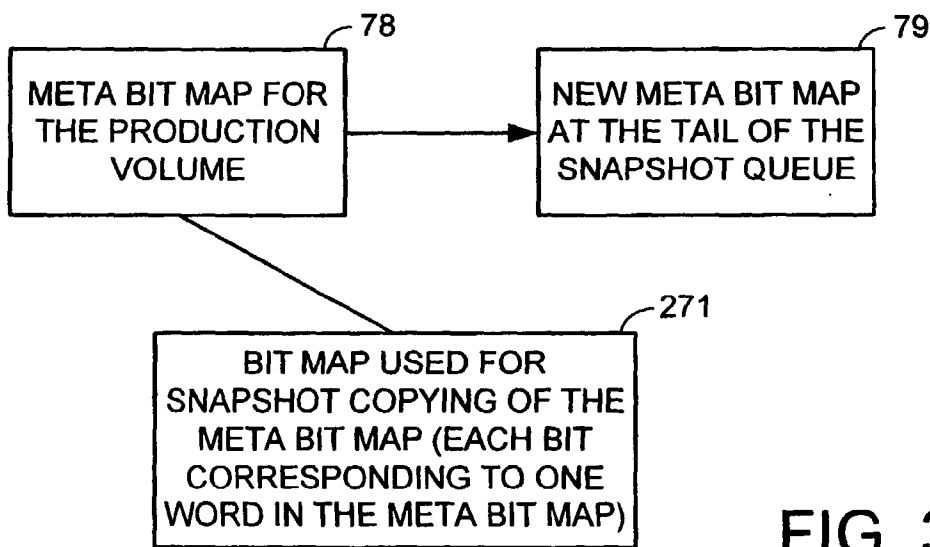 78
META BIT MAP FOR
THE PRODUCTION
VOLUME
79
NEW META BIT MAP
AT THE TAIL OF THE
SNAPSHOT QUEUE
271
BIT MAP USED FOR
SNAPSHOT COPYING OF THE
META BIT MAP (EACH BIT
CORRESPONDING TO ONE
WORD IN THE META BIT MAP)
FIG.